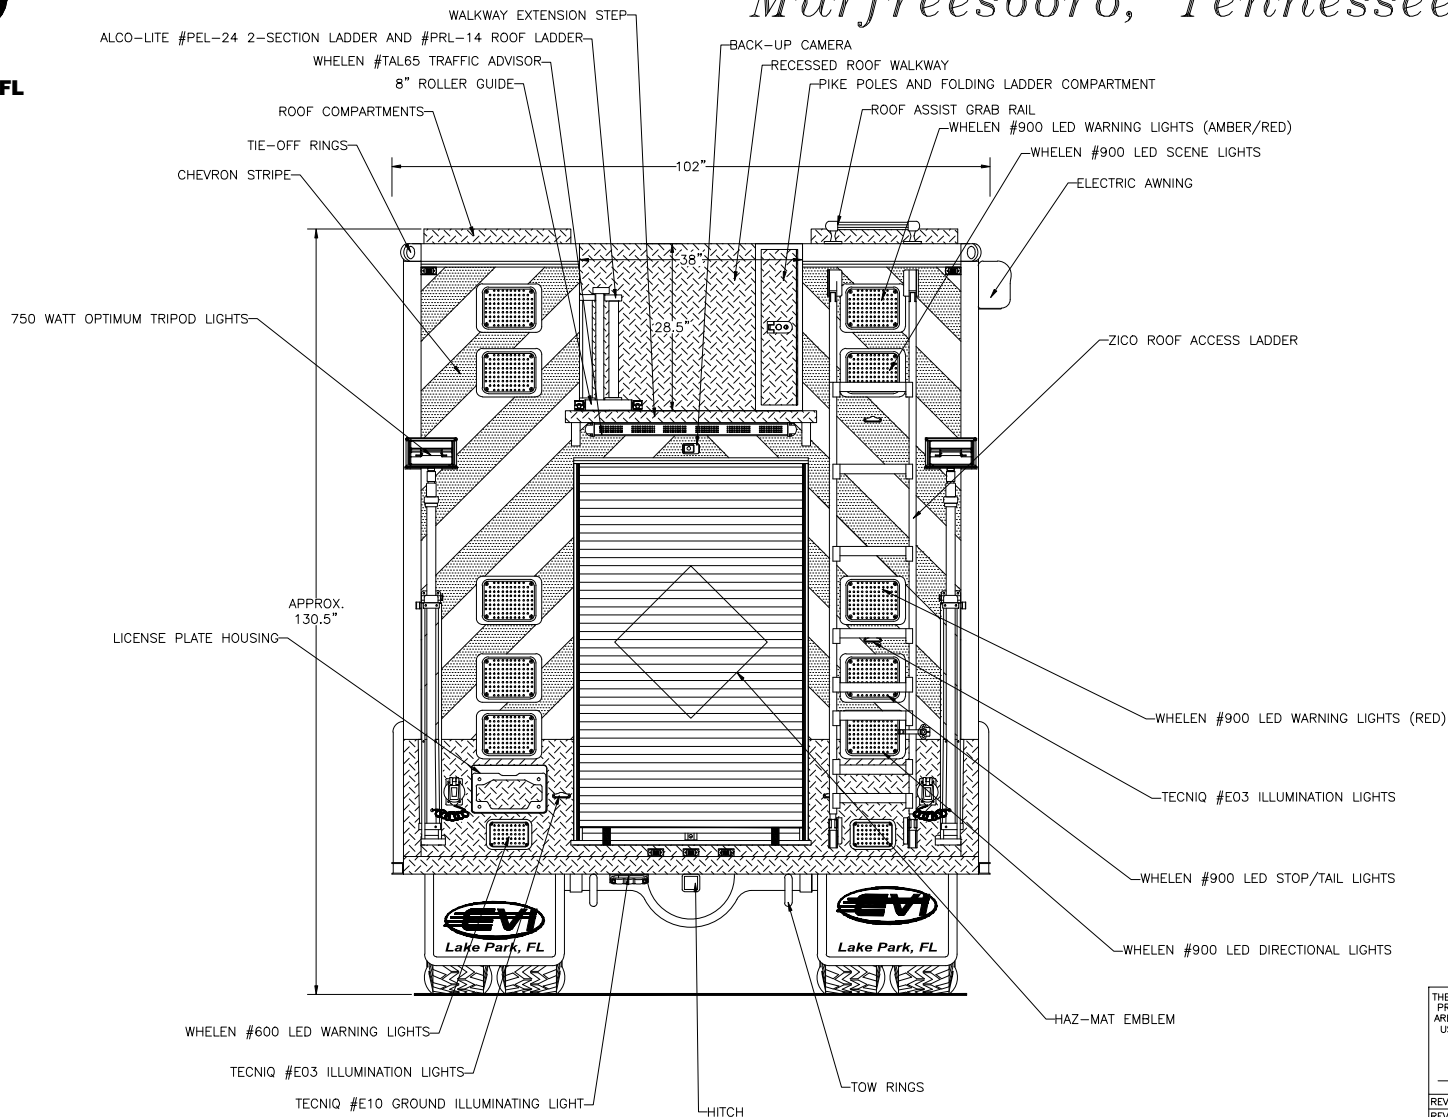 Murfreesboro, Tennessee
FL
WALKWAY EXTENSION STEP
ALCO-LITE #PEL-24 2-SECTION LADDER AND #PRL-14 ROOF LADDER
WHELEN #TAL65 TRAFFIC ADVISOR
8" ROLLER GUIDE
ROOF COMPARTMENTS
TIE-OFF RINGS
CHEVRON STRIPE
BACK-UP CAMERA
RECESSED ROOF WALKWAY
PIKE POLES AND FOLDING LADDER COMPARTMENT
ROOF ASSIST GRAB RAIL
WHELEN #900 LED WARNING LIGHTS (AMBER/RED)
WHELEN #900 LED SCENE LIGHTS
ELECTRIC AWNING
102"
38"
28.5"
750 WATT OPTIMUM TRIPOD LIGHTS
ZICO ROOF ACCESS LADDER
APPROX.
130.5"
LICENSE PLATE HOUSING
WHELEN #900 LED WARNING LIGHTS (RED)
TECNIQ #E03 ILLUMINATION LIGHTS
WHELEN #900 LED STOP/TAIL LIGHTS
WHELEN #900 LED DIRECTIONAL LIGHTS
EVI
Lake Park, FL
EVI
Lake Park, FL
HAZ-MAT EMBLEM
WHELEN #600 LED WARNING LIGHTS
TECNIQ #E03 ILLUMINATION LIGHTS
TECNIQ #E10 GROUND ILLUMINATING LIGHT
TOW RINGS
HITCH
THE
PR
ARE
US
REV
REV